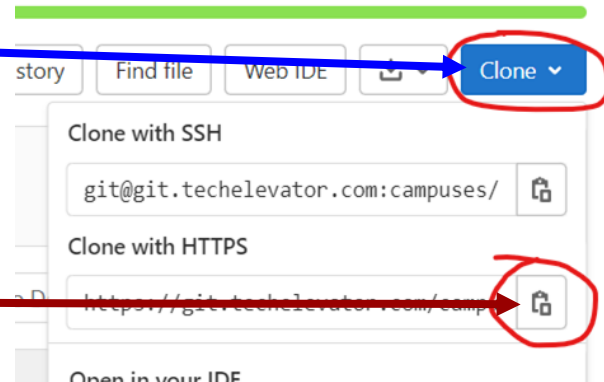 story Find file Web IDE Clone
Clone with SSH
git@git.techelevator.com:campuses/
Clone with HTTPS
https://git.techelevator.com/camp
Open in your IDE